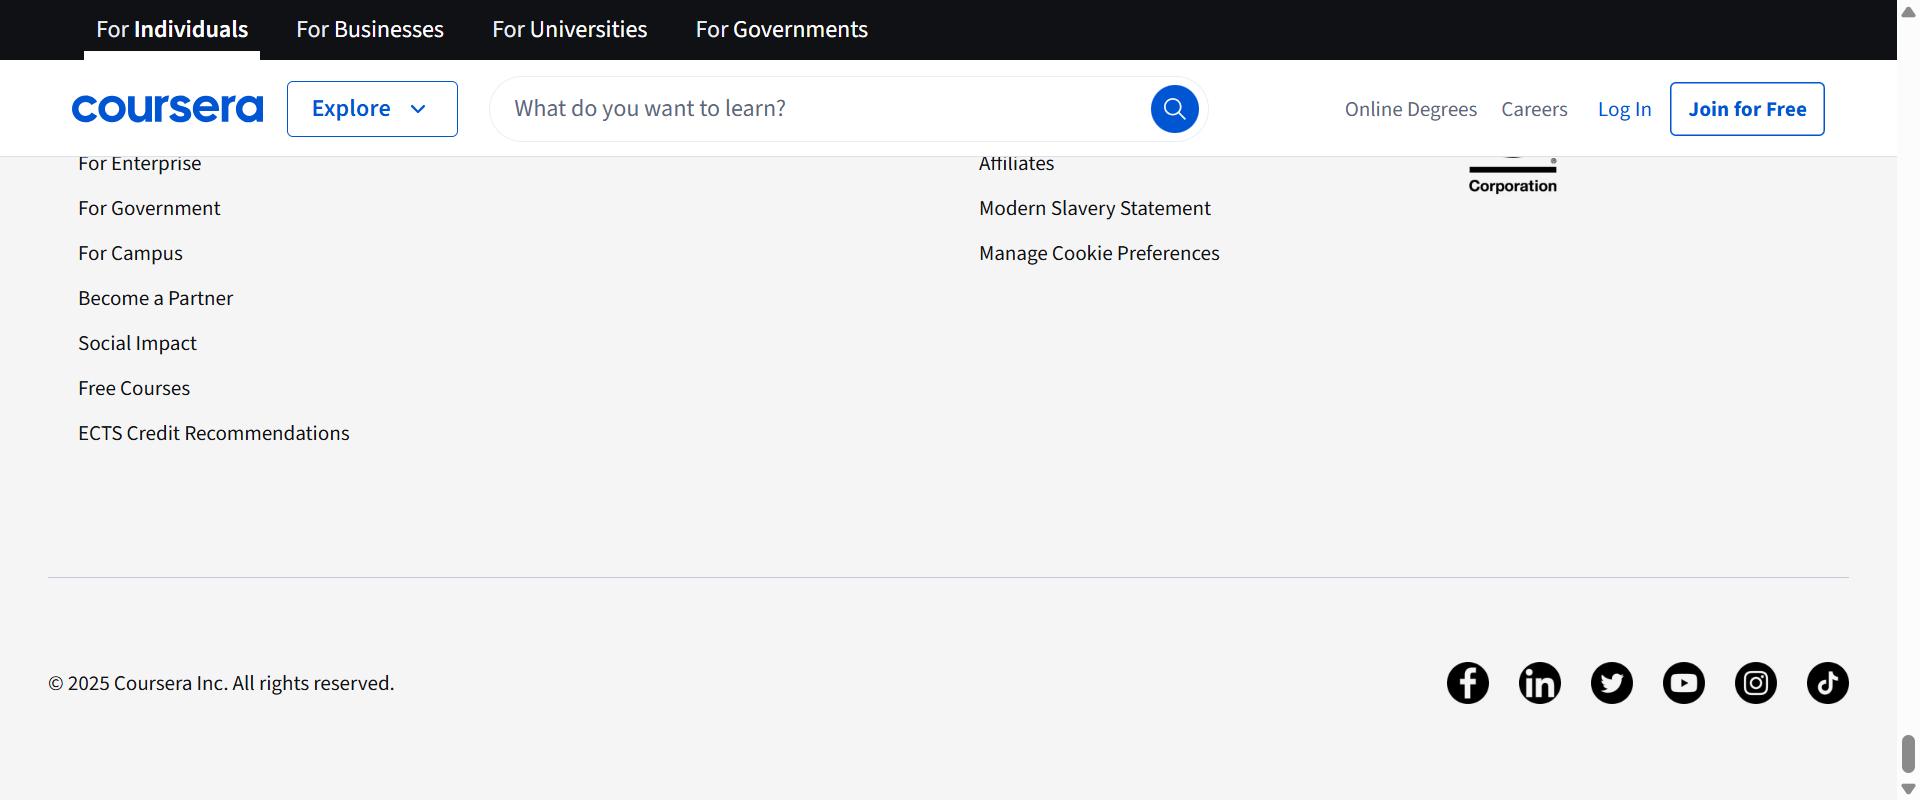 For Individuals
For Businesses
For Universities
For Governments
coursera
Explore
What do you want to learn?
Online Degrees
Careers
Log In
Join for Free
For Enterprise
For Government
For Campus
Become a Partner
Social Impact
Free Courses
ECTS Credit Recommendations
Affiliates
Modern Slavery Statement
Manage Cookie Preferences
®
Corporation
© 2025 Coursera Inc. All rights reserved.